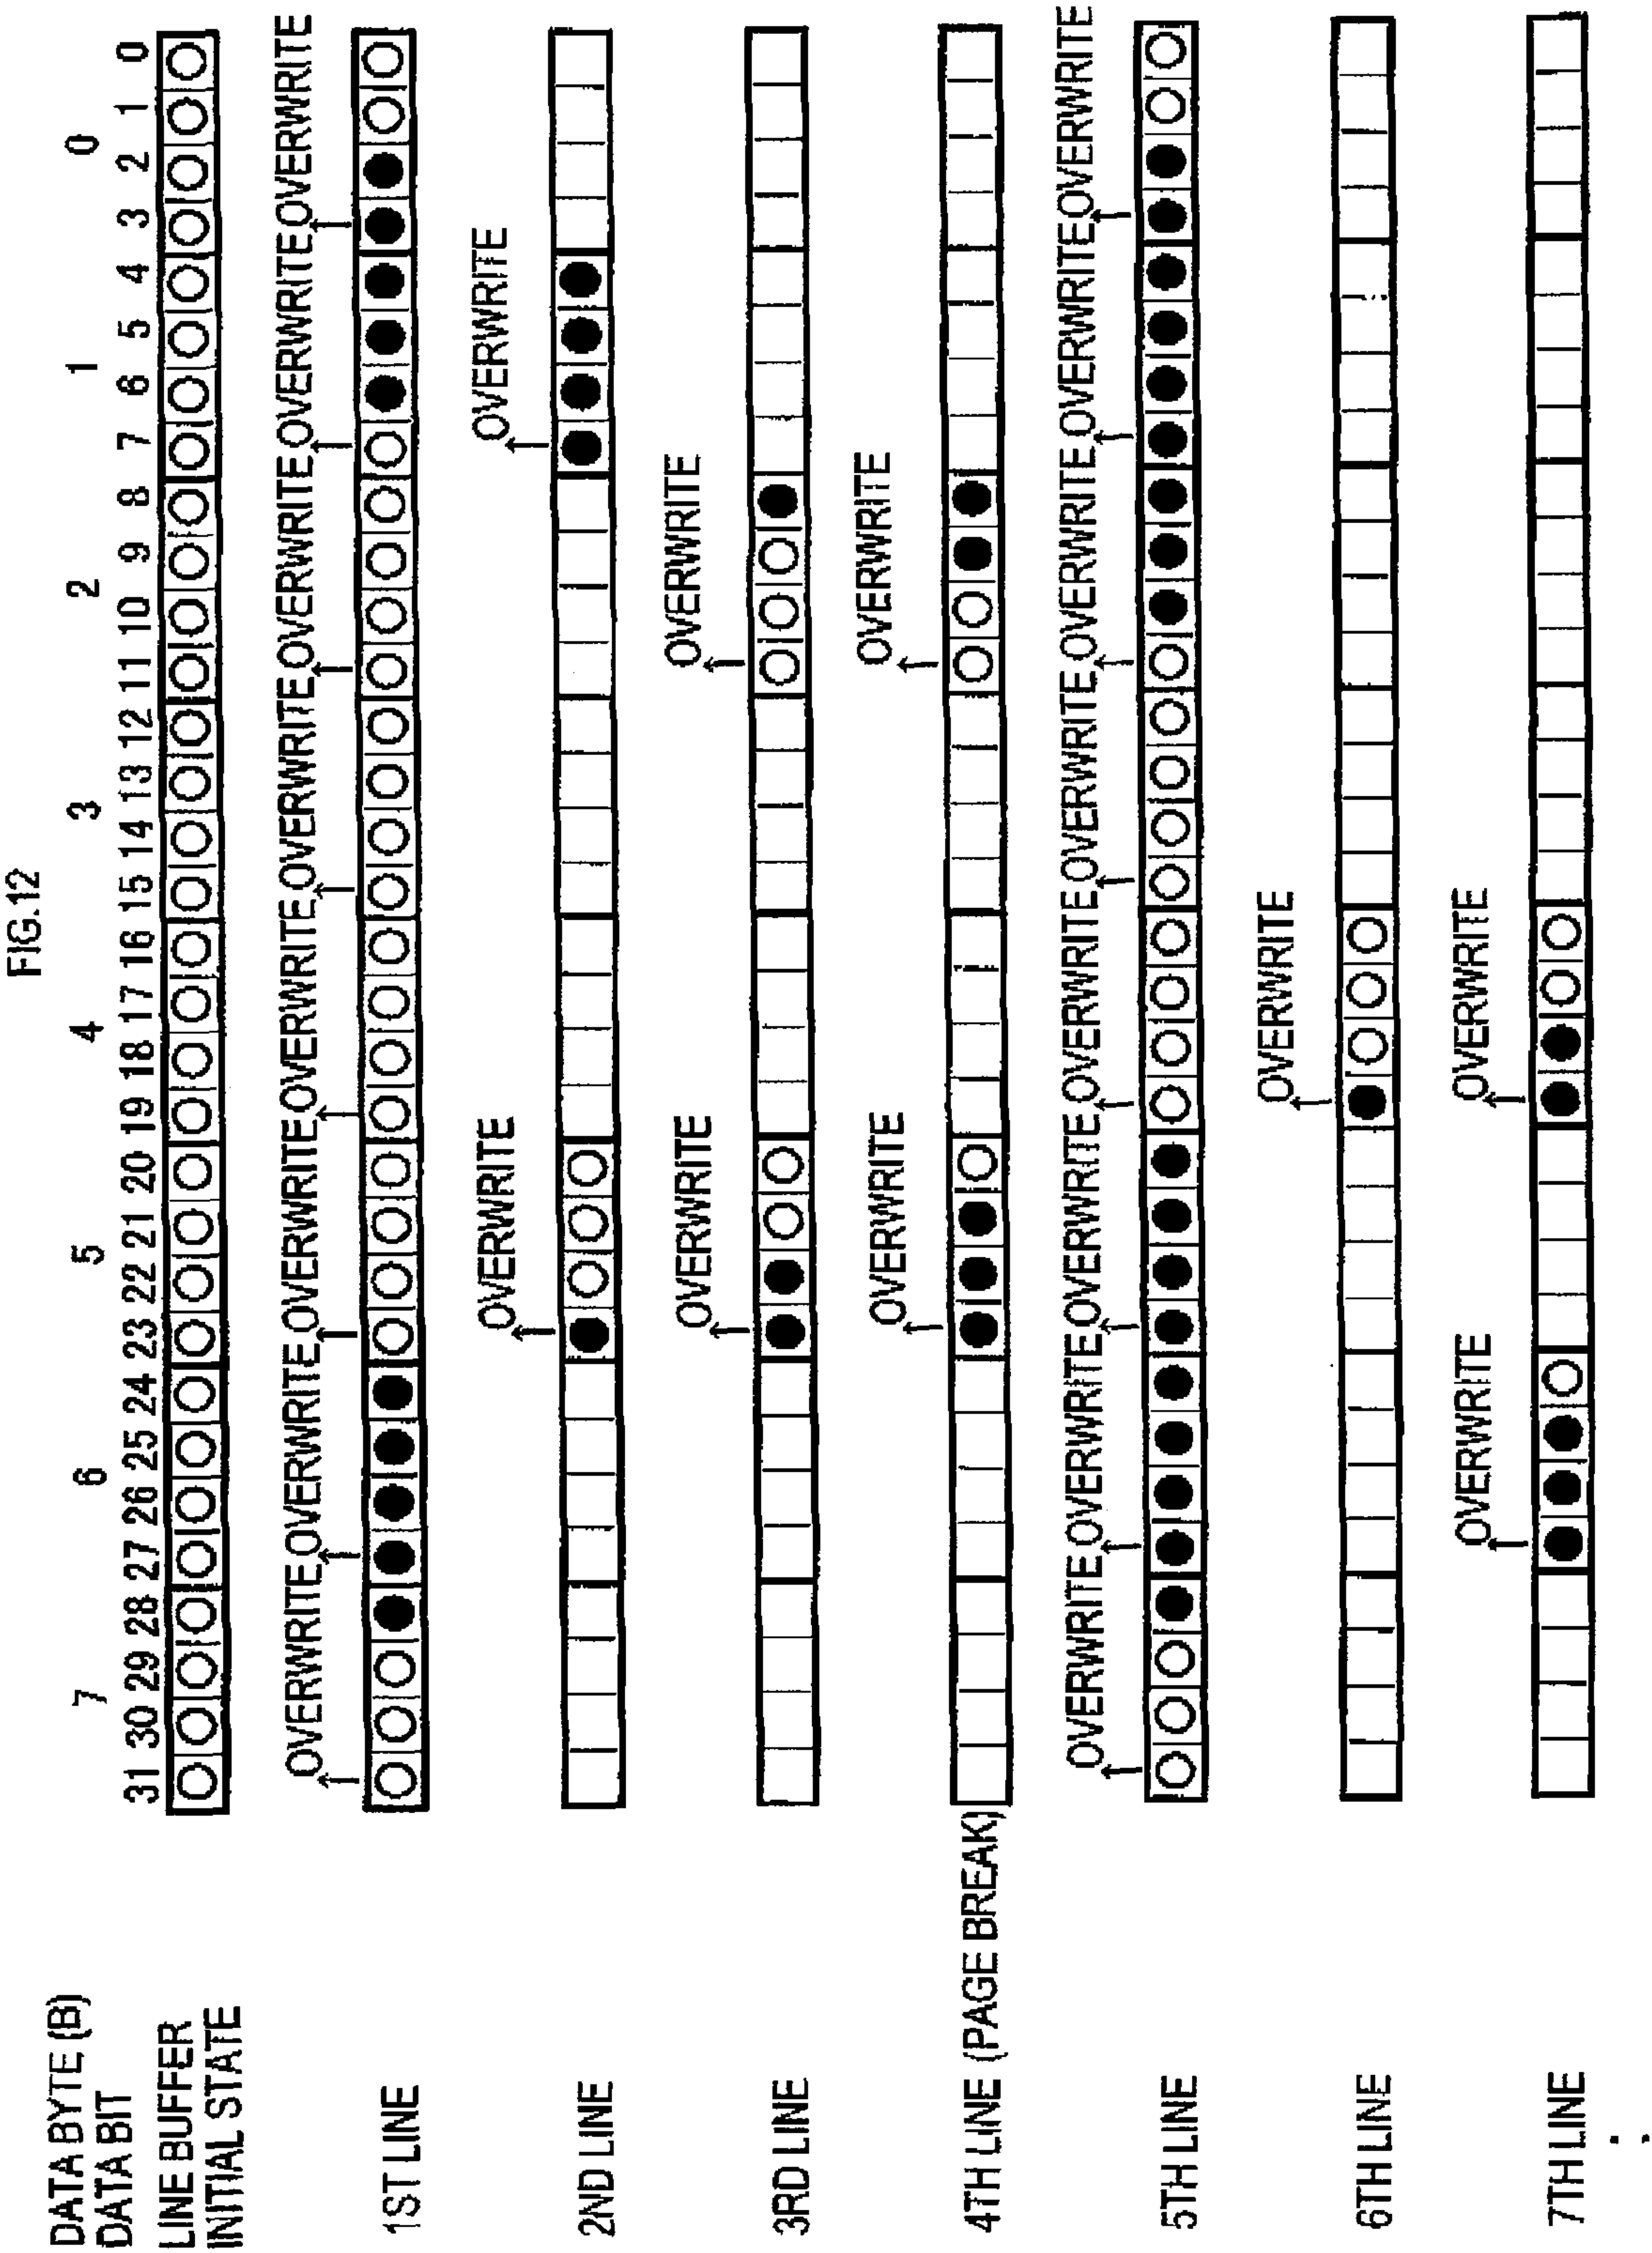 FIG.12
DATA BYTE (B) 7 6 5 4 3 2 1 0
DATA BIT 31 30 29 28 27 26 25 24 23 22 21 20 19 18 17 16 15 14 13 12 11 10 9 8 7 6 5 4 3 2 1 0
LINE BUFFER
INITIAL STATE
OVERWRITE OVERWRITE OVERWRITE OVERWRITE OVERWRITE OVERWRITE OVERWRITE OVERWRITE
1ST LINE
OVERWRITE OVERWRITE
2ND LINE
OVERWRITE OVERWRITE
3RD LINE
OVERWRITE OVERWRITE
4TH LINE (PAGE BREAK)
OVERWRITE OVERWRITE OVERWRITE OVERWRITE OVERWRITE OVERWRITE OVERWRITE OVERWRITE
5TH LINE
OVERWRITE
6TH LINE
OVERWRITE OVERWRITE
7TH LINE